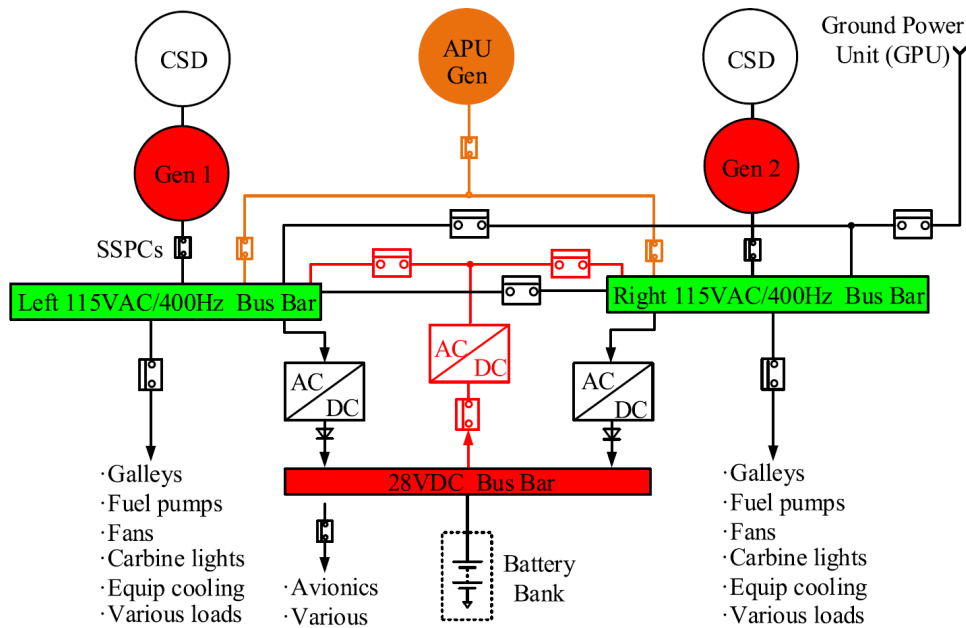 CSD
APU
Gen
CSD
Ground Power
Unit (GPU)
Gen 1
Gen 2
SSPCs
Left 115VAC/400Hz Bus Bar
Right 115VAC/400Hz Bus Bar
AC
DC
AC
DC
AC
DC
28VDC Bus Bar
·Galleys
·Fuel pumps
·Fans
·Carbine lights
·Equip cooling
·Various loads
·Avionics
·Various
Battery
Bank
·Galleys
·Fuel pumps
·Fans
·Carbine lights
·Equip cooling
·Various loads